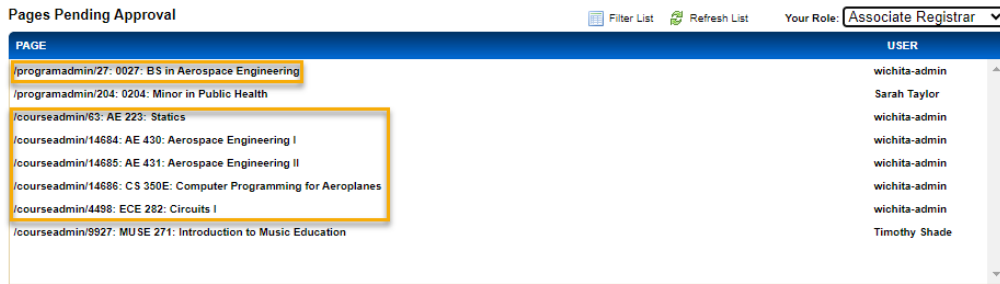 Pages Pending Approval Filter List Refresh List Your Role: Associate Registrar
PAGE USER
/programadmin/27: 0027: BS in Aerospace Engineering wichita-admin
/programadmin/204: 0204: Minor in Public Health Sarah Taylor
/courseadmin/63: AE 223: Statics wichita-admin
/courseadmin/14684: AE 430: Aerospace Engineering I wichita-admin
/courseadmin/14685: AE 431: Aerospace Engineering II wichita-admin
/courseadmin/14686: CS 350E: Computer Programming for Aeroplanes wichita-admin
/courseadmin/4498: ECE 282: Circuits I wichita-admin
/courseadmin/9927: MUSE 271: Introduction to Music Education Timothy Shade